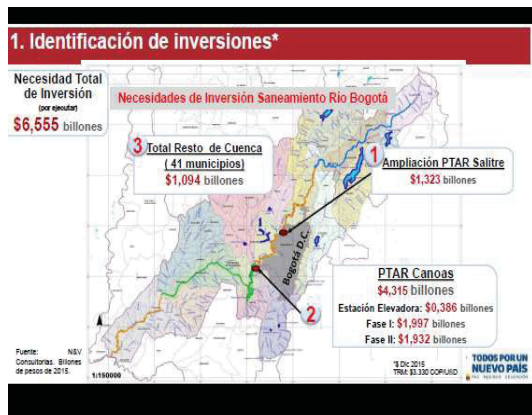 1. Identificación de inversiones*
Necesidad Total
de Inversión
(por ejecutar)
$6,555 billones
Necesidades de Inversión Saneamiento Rio Bogotá
3 Total Resto de Cuenca
( 41 municipios)
$1,094 billones
1
Ampliación PTAR Salitre
$1,323 billones
Bogotá D.C.
PTAR Canoas
$4,315 billones
Estación Elevadora: $0,386 billones
Fase I: $1,997 billones
Fase II: $1,932 billones
2
Fuente: N&V
Consultorias. Billones
de pesos de 2015.
1:150000
*$ Dic 2015
TRM: $3.330 COP/USD
TODOS POR UN
NUEVO PAÍS
PAZ EQUIDAD EDUCACIÓN